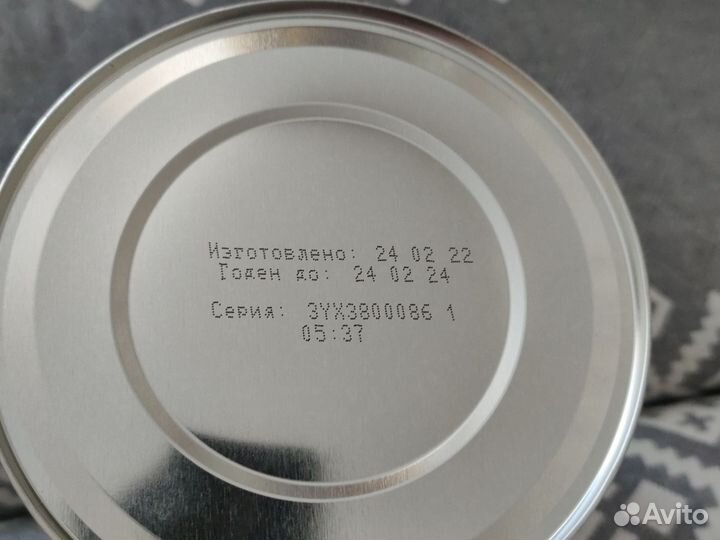 Изготовлено: 24 02 22
Годен до: 24 02 24
Серия: 3YX3800086 1
05:37
Avito